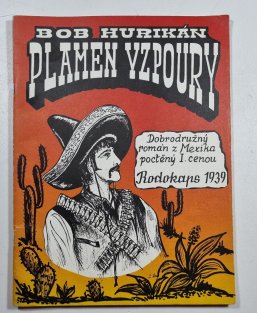 BOB HURIKÁN
PLAMEN VZPOURY
Dobrodružný
román z Mexika
poctěný I. cenou
Rodokaps 1939